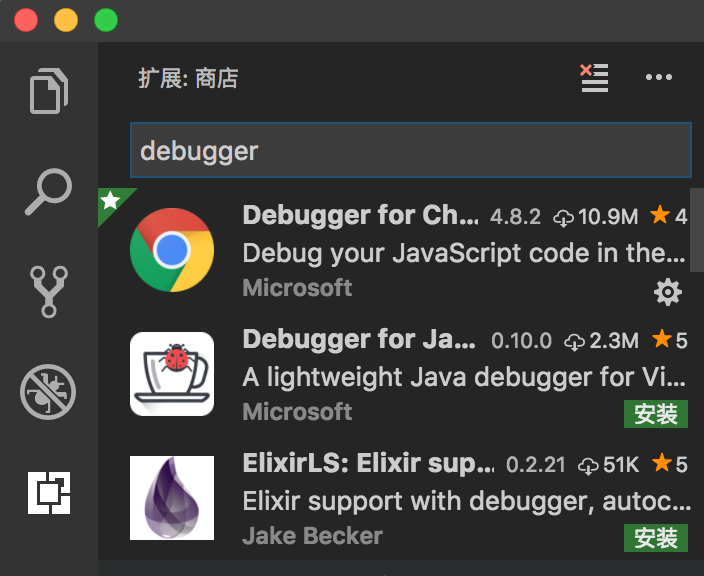 扩展: 商店
debugger
Debugger for Ch... 4.8.2 10.9M 4
Debug your JavaScript code in the...
Microsoft
Debugger for Ja... 0.10.0 2.3M 5
A lightweight Java debugger for Vi...
Microsoft 安装
ElixirLS: Elixir sup... 0.2.21 51K 5
Elixir support with debugger, autoc...
Jake Becker 安装